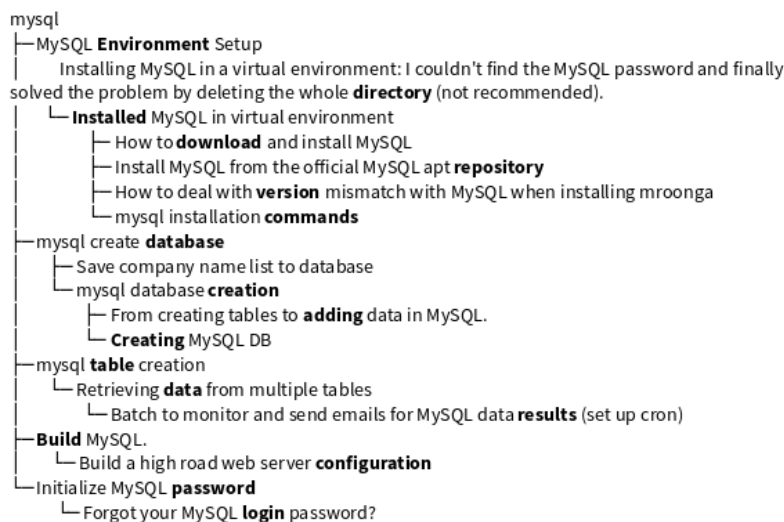 mysql
├─MySQL Environment Setup
│ Installing MySQL in a virtual environment: I couldn't find the MySQL password and finally
solved the problem by deleting the whole directory (not recommended).
│ └─Installed MySQL in virtual environment
│ ├─ How to download and install MySQL
│ ├─ Install MySQL from the official MySQL apt repository
│ ├─ How to deal with version mismatch with MySQL when installing mroonga
│ └─ mysql installation commands
├─mysql create database
│ ├─ Save company name list to database
│ └─ mysql database creation
│ ├─ From creating tables to adding data in MySQL.
│ └─ Creating MySQL DB
├─mysql table creation
│ └─ Retrieving data from multiple tables
│ └─ Batch to monitor and send emails for MySQL data results (set up cron)
├─Build MySQL.
│ └─ Build a high road web server configuration
└─Initialize MySQL password
└─ Forgot your MySQL login password?